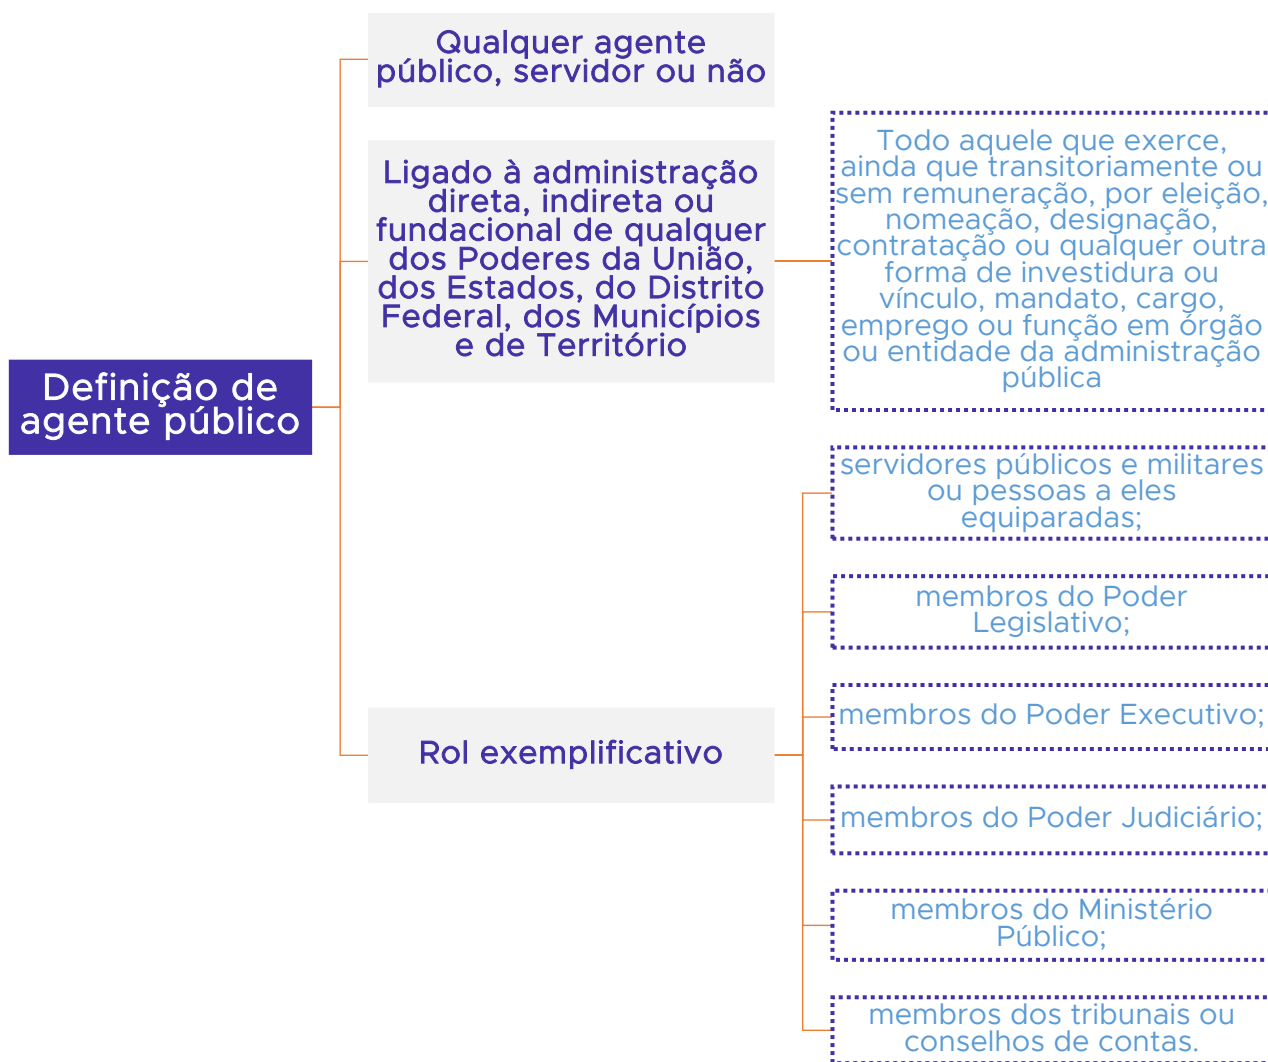 Definição de
agente público
Qualquer agente
público, servidor ou não
Ligado à administração
direta, indireta ou
fundacional de qualquer
dos Poderes da União,
dos Estados, do Distrito
Federal, dos Municípios
e de Território
Todo aquele que exerce,
ainda que transitoriamente ou
sem remuneração, por eleição,
nomeação, designação,
contratação ou qualquer outra
forma de investidura ou
vínculo, mandato, cargo,
emprego ou função em órgão
ou entidade da administração
pública
Rol exemplificativo
servidores públicos e militares
ou pessoas a eles
equiparadas;
membros do Poder
Legislativo;
membros do Poder Executivo;
membros do Poder Judiciário;
membros do Ministério
Público;
membros dos tribunais ou
conselhos de contas.